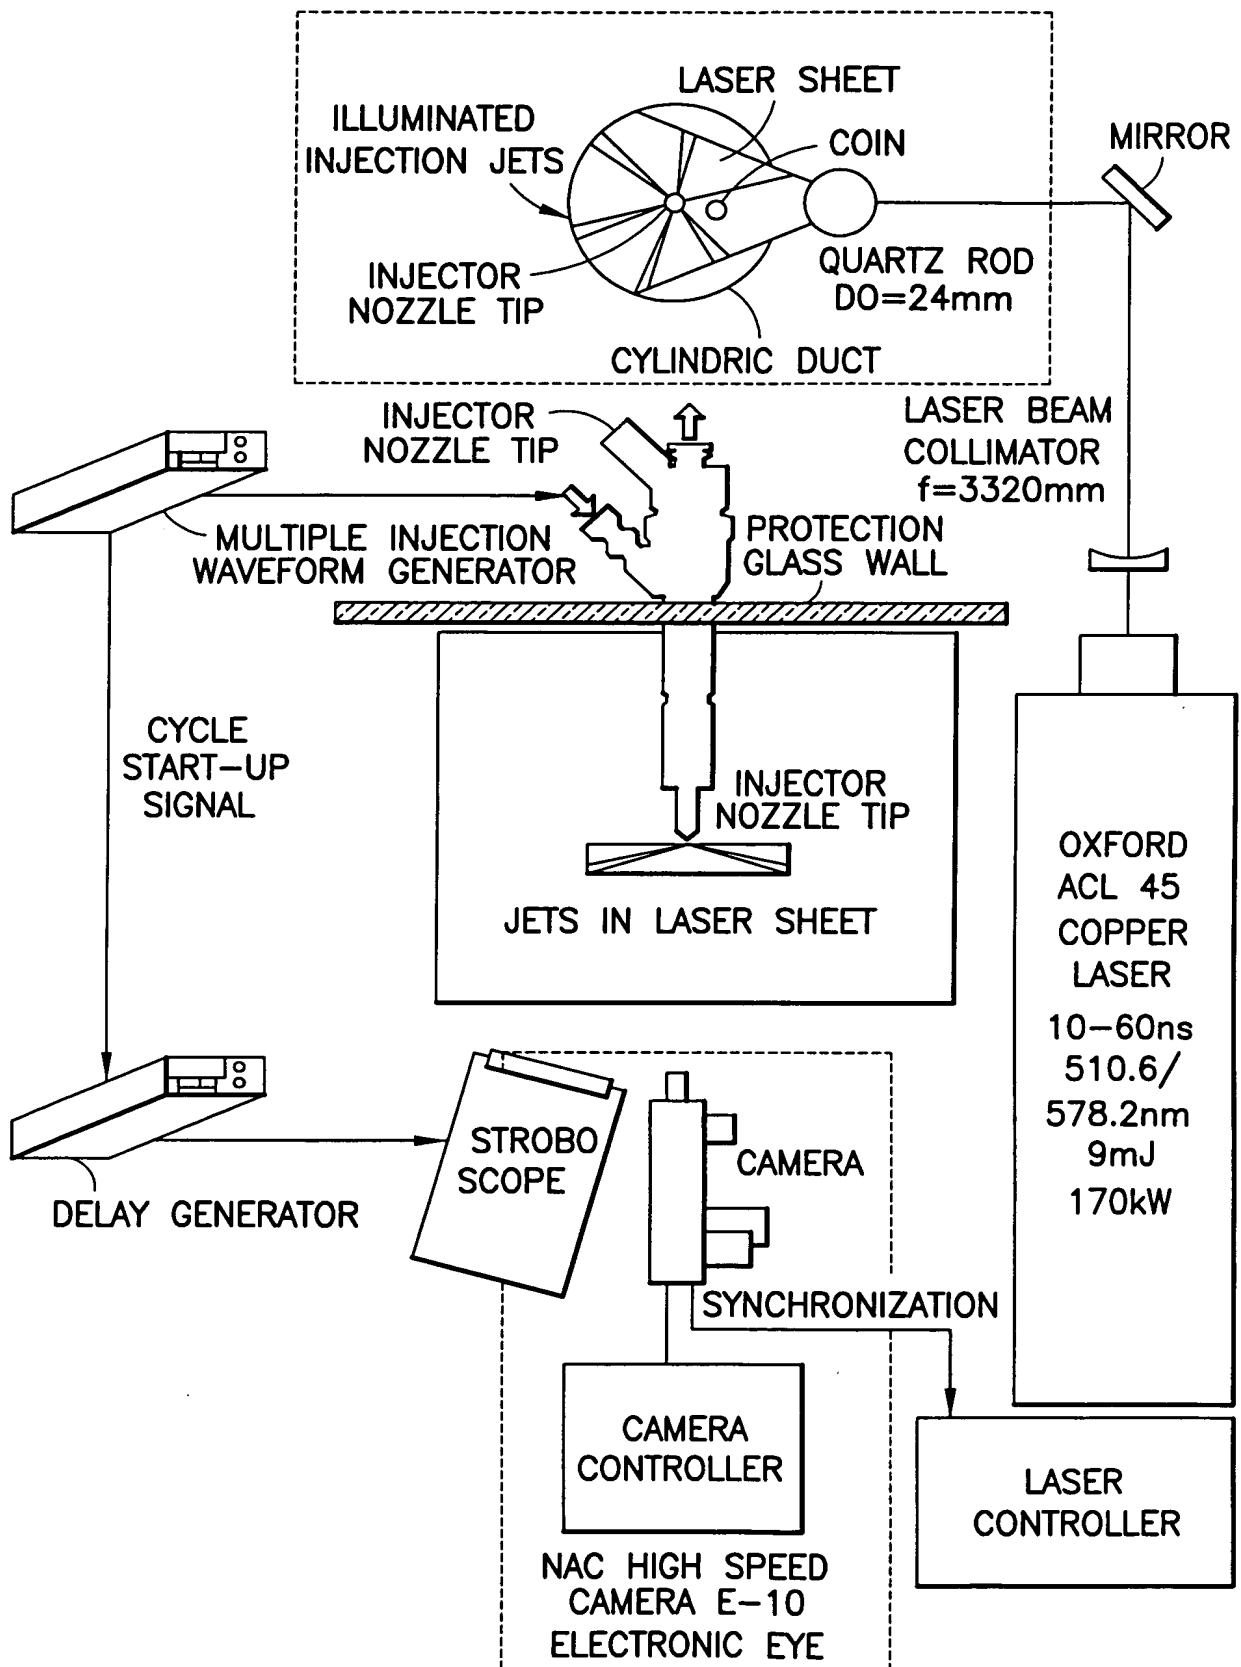 LASER SHEET
ILLUMINATED
INJECTION JETS
COIN
MIRROR
INJECTOR
NOZZLE TIP
QUARTZ ROD
DO=24mm
CYLINDRIC DUCT
INJECTOR
NOZZLE TIP
LASER BEAM
COLLIMATOR
f=3320mm
MULTIPLE INJECTION
WAVEFORM GENERATOR
PROTECTION
GLASS WALL
CYCLE
START-UP
SIGNAL
INJECTOR
NOZZLE TIP
JETS IN LASER SHEET
OXFORD
ACL 45
COPPER
LASER
10-60ns
510.6/
578.2nm
9mJ
170kW
STROBO
SCOPE
CAMERA
DELAY GENERATOR
SYNCHRONIZATION
CAMERA
CONTROLLER
LASER
CONTROLLER
NAC HIGH SPEED
CAMERA E-10
ELECTRONIC EYE